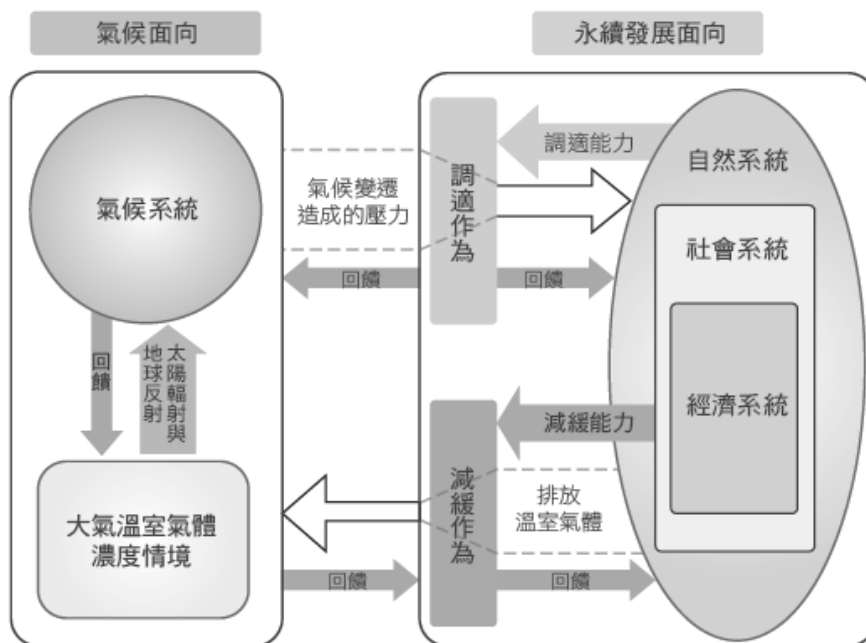 氣候面向
永續發展面向
氣候系統
氣候變遷
造成的壓力
調適作為
調適能力
自然系統
社會系統
經濟系統
回饋
回饋
回饋
太陽輻射與
地球反射
大氣溫室氣體
濃度情境
減緩作為
減緩能力
排放
溫室氣體
回饋
回饋